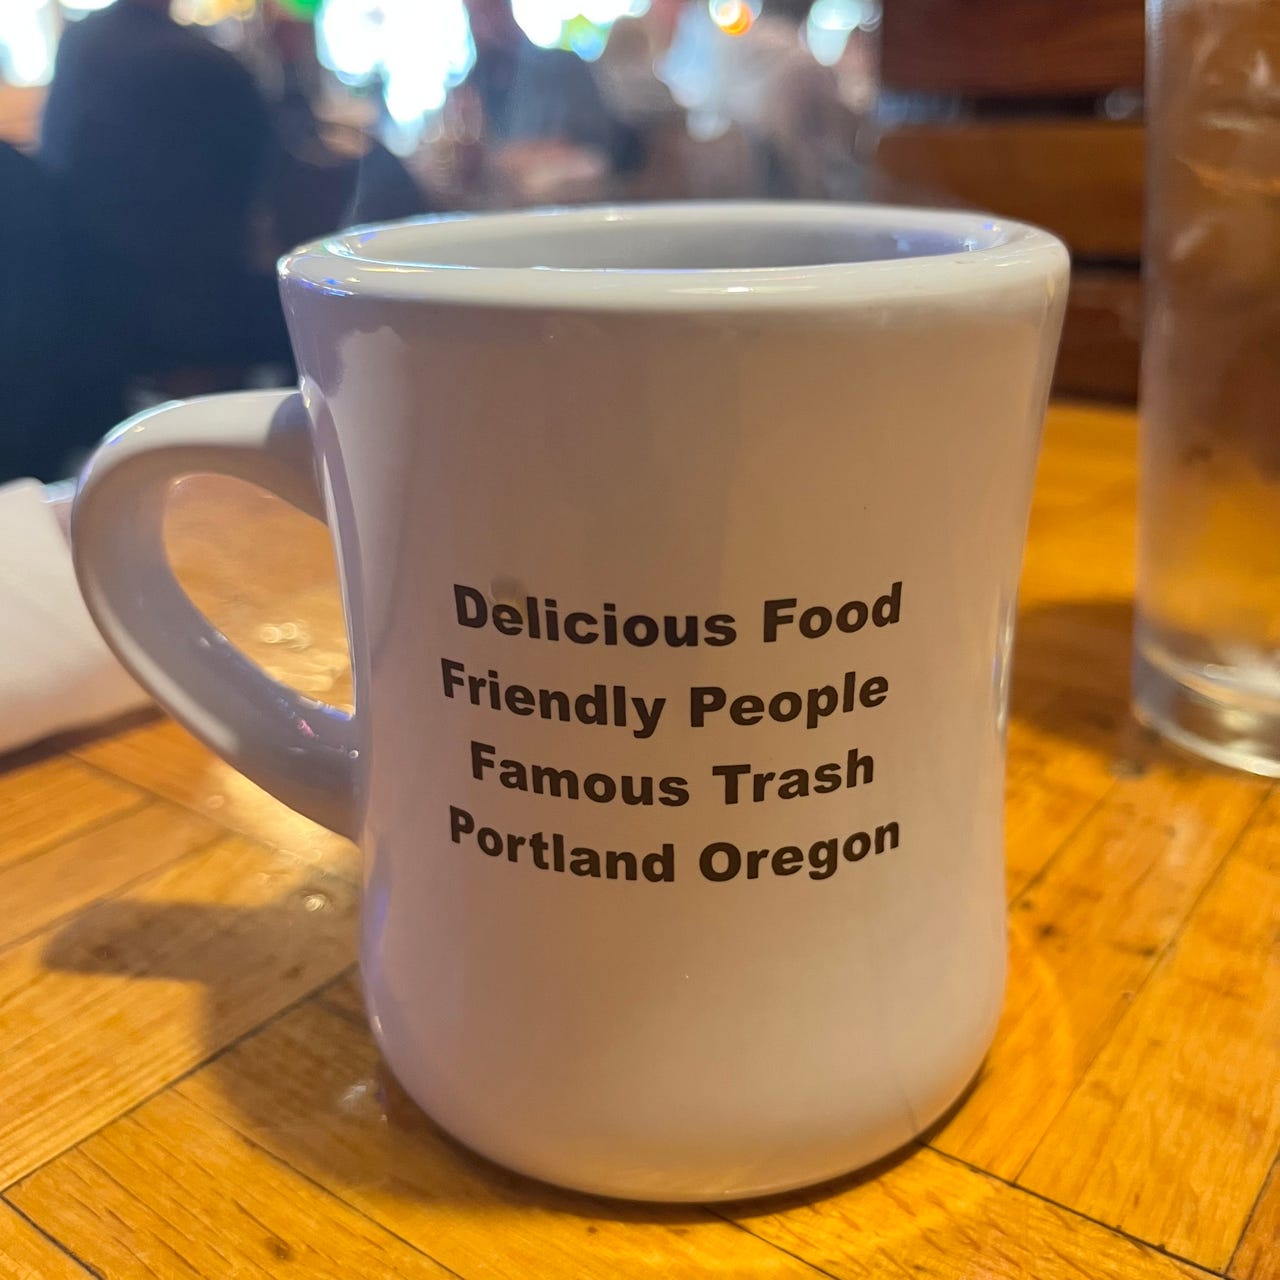 Delicious Food
Friendly People
Famous Trash
Portland Oregon